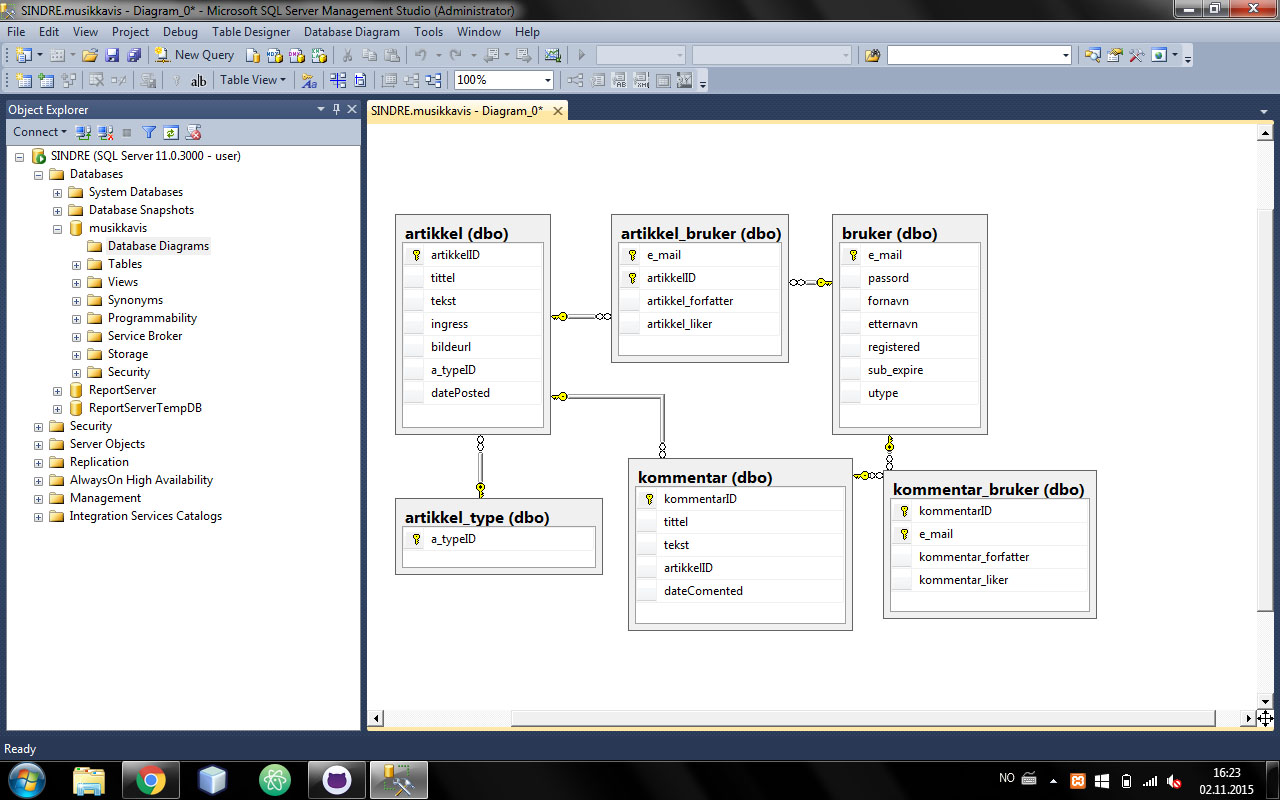 SINDRE.musikkavis - Diagram_0* - Microsoft SQL Server Management Studio (Administrator)
File Edit View Project Debug Table Designer Database Diagram Tools Window Help
New Query
Table View
100%
Object Explorer
Connect
SINDRE (SQL Server 11.0.3000 - user)
Databases
System Databases
Database Snapshots
musikkavis
Database Diagrams
Tables
Views
Synonyms
Programmability
Service Broker
Storage
Security
ReportServer
ReportServerTempDB
Security
Server Objects
Replication
AlwaysOn High Availability
Management
Integration Services Catalogs
SINDRE.musikkavis - Diagram_0*
artikkel (dbo)
artikkelID
tittel
tekst
ingress
bildeurl
a_typeID
datePosted
artikkel_bruker (dbo)
e_mail
artikkelID
artikkel_forfatter
artikkel_liker
bruker (dbo)
e_mail
passord
fornavn
etternavn
registered
sub_expire
utype
artikkel_type (dbo)
a_typeID
kommentar (dbo)
kommentarID
tittel
tekst
artikkelID
dateComented
kommentar_bruker (dbo)
kommentarID
e_mail
kommentar_forfatter
kommentar_liker
Ready
NO
16:23
02.11.2015